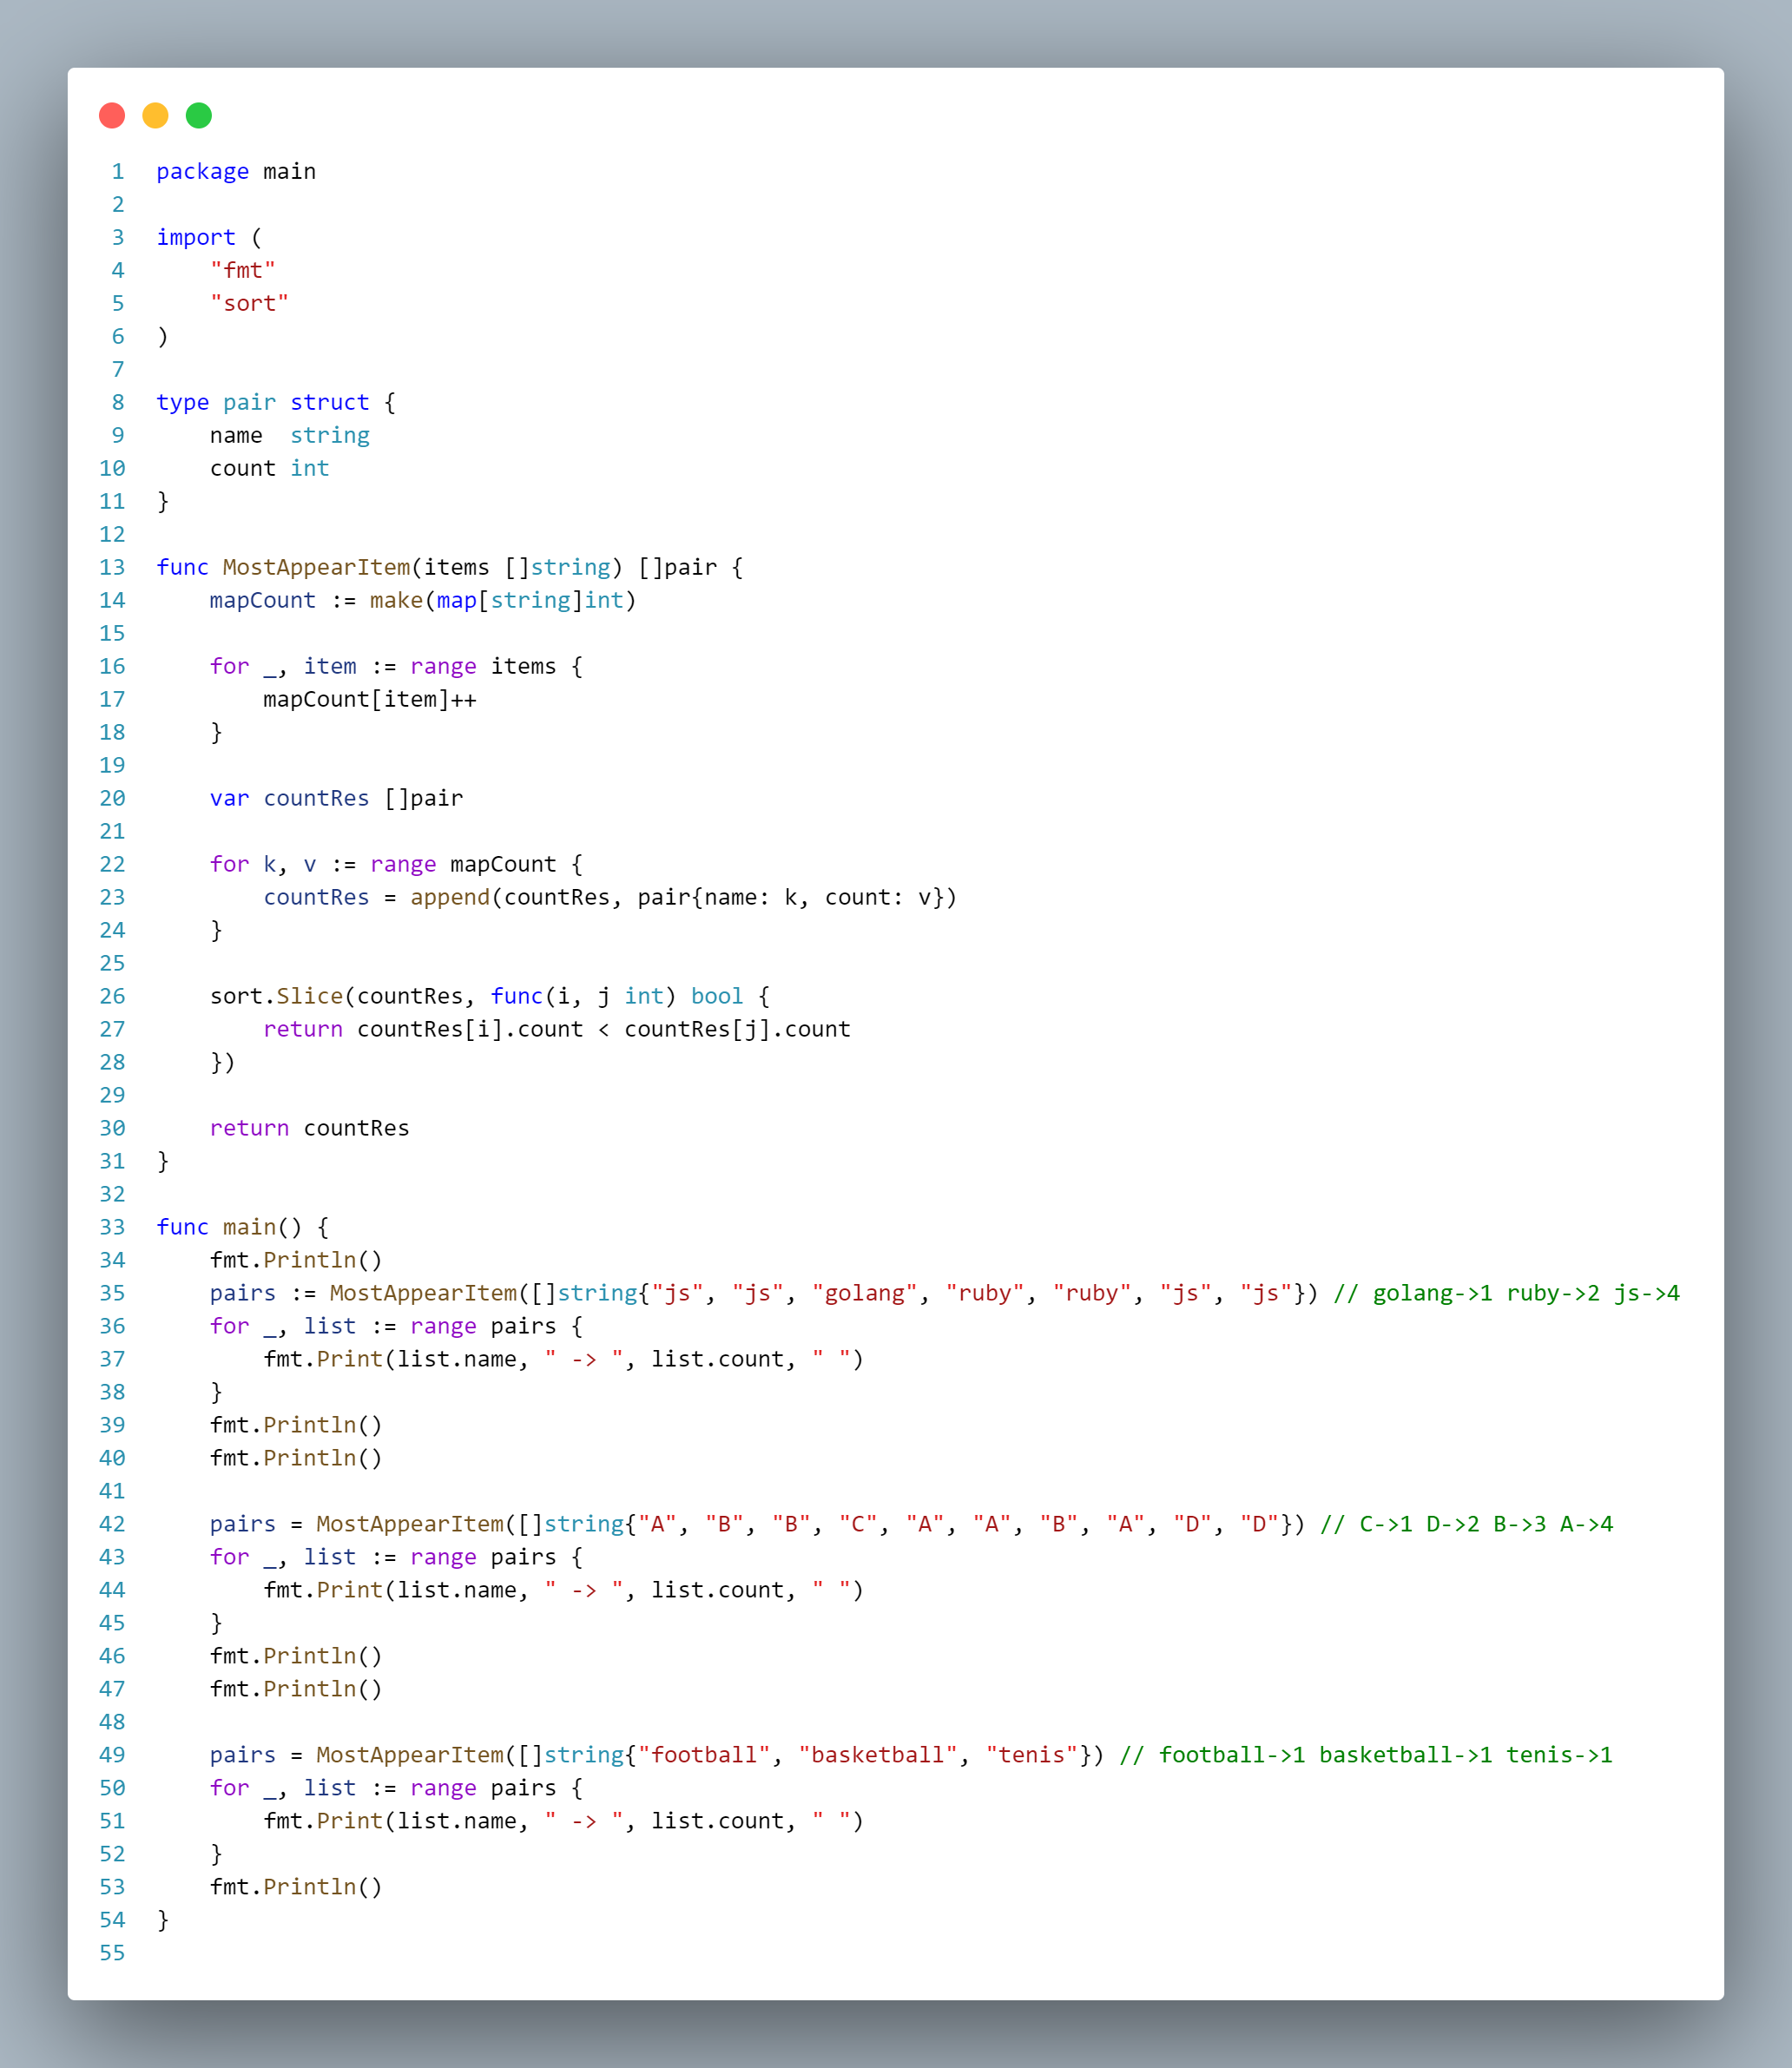 1 package main
2
3 import (
4     "fmt"
5     "sort"
6 )
7
8 type pair struct {
9     name  string
10     count int
11 }
12
13 func MostAppearItem(items []string) []pair {
14     mapCount := make(map[string]int)
15
16     for _, item := range items {
17         mapCount[item]++
18     }
19
20     var countRes []pair
21
22     for k, v := range mapCount {
23         countRes = append(countRes, pair{name: k, count: v})
24     }
25
26     sort.Slice(countRes, func(i, j int) bool {
27         return countRes[i].count < countRes[j].count
28     })
29
30     return countRes
31 }
32
33 func main() {
34     fmt.Println()
35     pairs := MostAppearItem([]string{"js", "js", "golang", "ruby", "ruby", "js", "js"}) // golang->1 ruby->2 js->4
36     for _, list := range pairs {
37         fmt.Print(list.name, " -> ", list.count, " ")
38     }
39     fmt.Println()
40     fmt.Println()
41
42     pairs = MostAppearItem([]string{"A", "B", "B", "C", "A", "A", "B", "A", "D", "D"}) // C->1 D->2 B->3 A->4
43     for _, list := range pairs {
44         fmt.Print(list.name, " -> ", list.count, " ")
45     }
46     fmt.Println()
47     fmt.Println()
48
49     pairs = MostAppearItem([]string{"football", "basketball", "tenis"}) // football->1 basketball->1 tenis->1
50     for _, list := range pairs {
51         fmt.Print(list.name, " -> ", list.count, " ")
52     }
53     fmt.Println()
54 }
55